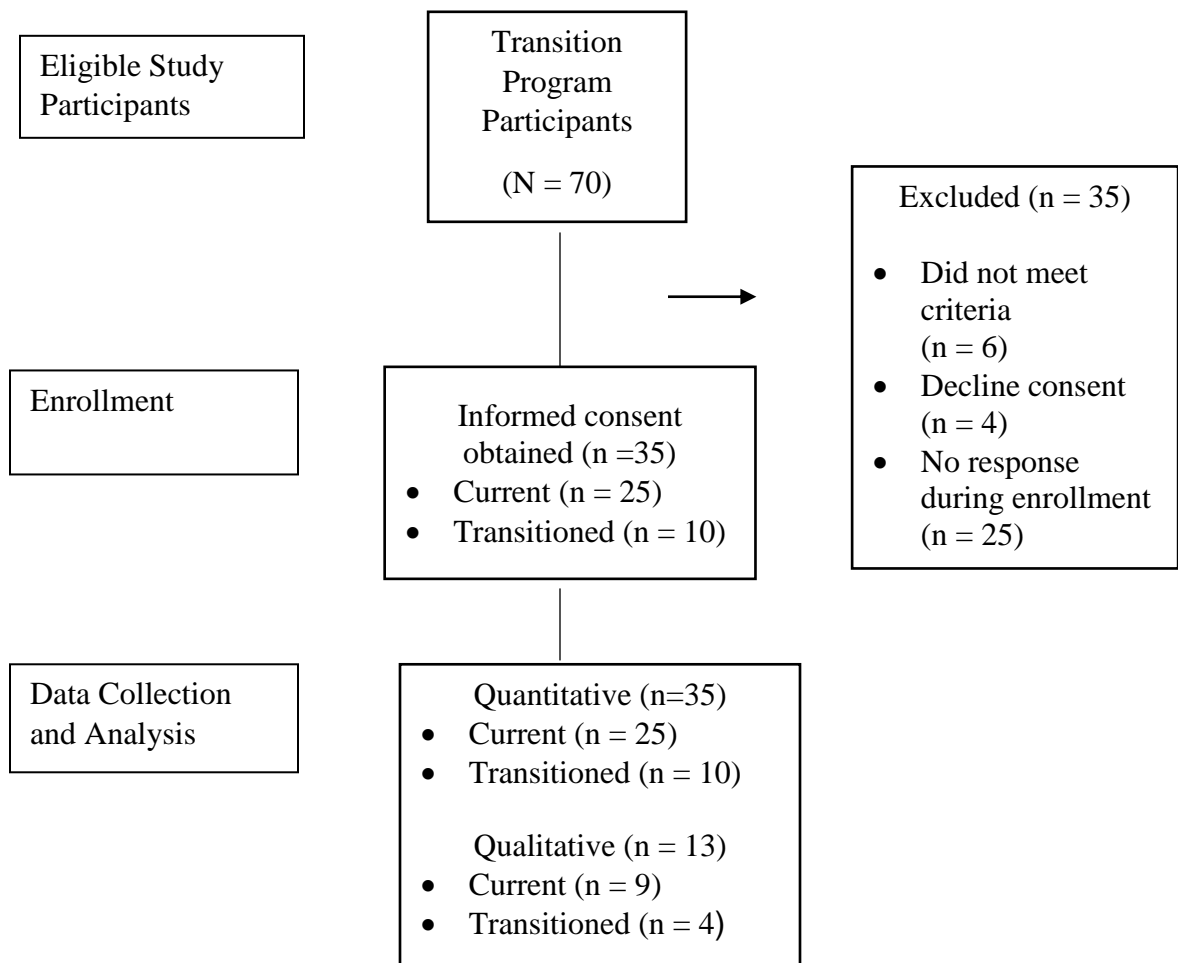 Eligible Study
Participants
Transition
Program
Participants
(N = 70)
Excluded (n = 35)
• Did not meet
criteria
(n = 6)
• Decline consent
(n = 4)
• No response
during enrollment
(n = 25)
Enrollment
Informed consent
obtained (n =35)
• Current (n = 25)
• Transitioned (n = 10)
Data Collection
and Analysis
Quantitative (n=35)
• Current (n = 25)
• Transitioned (n = 10)
Qualitative (n = 13)
• Current (n = 9)
• Transitioned (n = 4)